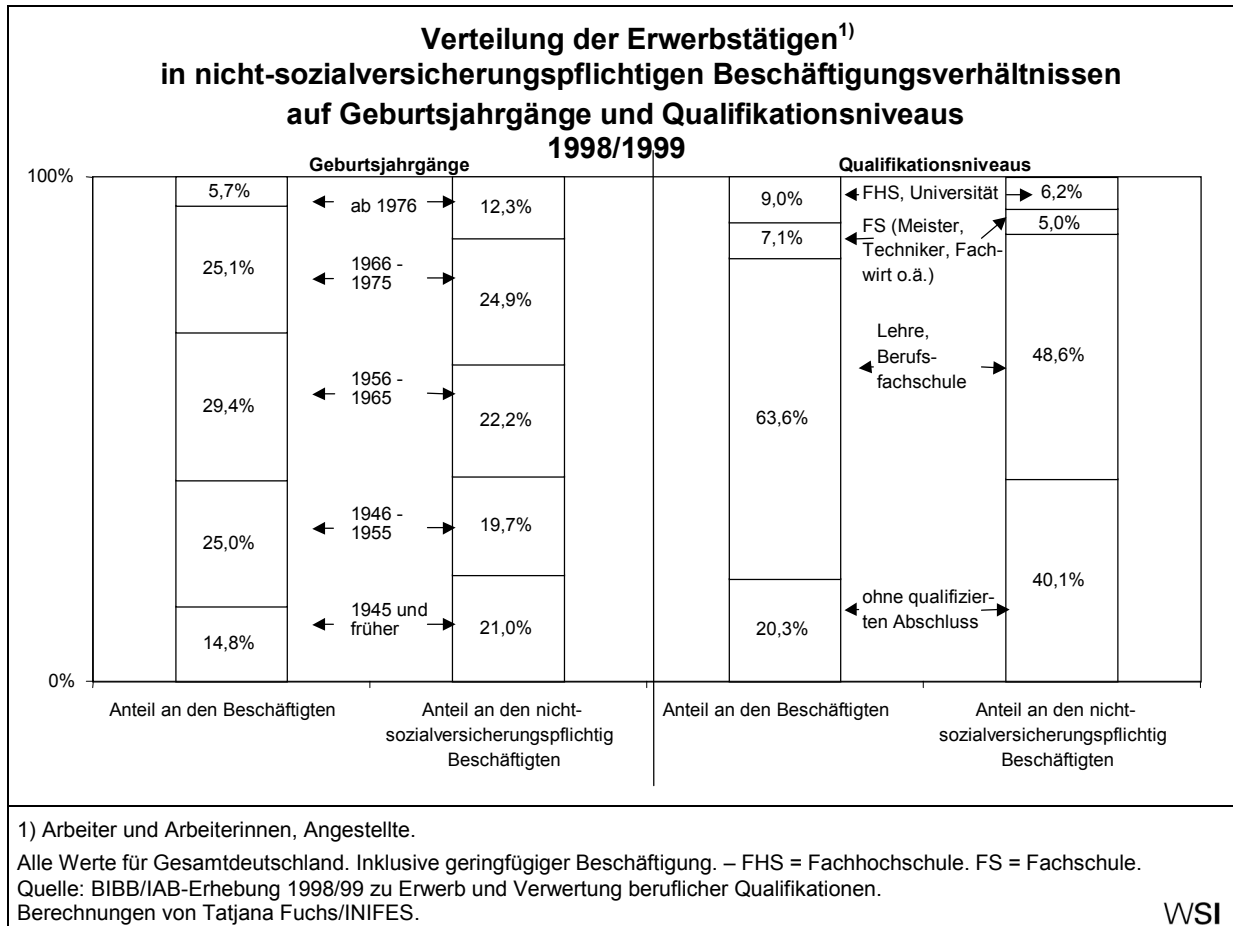 Verteilung der Erwerbstätigen1)
in nicht-sozialversicherungspflichtigen Beschäftigungsverhältnissen
auf Geburtsjahrgänge und Qualifikationsniveaus
1998/1999
Geburtsjahrgänge
Qualifikationsniveaus
100%
0%
5,7%
25,1%
29,4%
25,0%
14,8%
ab 1976
1966 -
1975
1956 -
1965
1946 -
1955
1945 und
früher
12,3%
24,9%
22,2%
19,7%
21,0%
9,0%
7,1%
63,6%
20,3%
FHS, Universität
FS (Meister,
Techniker, Fach-
wirt o.ä.)
Lehre,
Berufs-
fachschule
ohne qualifizier-
ten Abschluss
6,2%
5,0%
48,6%
40,1%
Anteil an den Beschäftigten
Anteil an den nicht-
sozialversicherungspflichtig
Beschäftigten
Anteil an den Beschäftigten
Anteil an den nicht-
sozialversicherungspflichtig
Beschäftigten
1) Arbeiter und Arbeiterinnen, Angestellte.
Alle Werte für Gesamtdeutschland. Inklusive geringfügiger Beschäftigung. – FHS = Fachhochschule. FS = Fachschule.
Quelle: BIBB/IAB-Erhebung 1998/99 zu Erwerb und Verwertung beruflicher Qualifikationen.
Berechnungen von Tatjana Fuchs/INIFES.
WSI